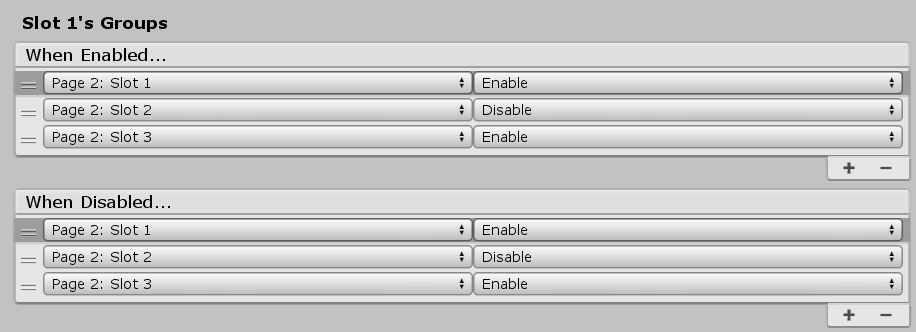 Slot 1's Groups
When Enabled...
Page 2: Slot 1 Enable
Page 2: Slot 2 Disable
Page 2: Slot 3 Enable
+ −
When Disabled...
Page 2: Slot 1 Enable
Page 2: Slot 2 Disable
Page 2: Slot 3 Enable
+ −